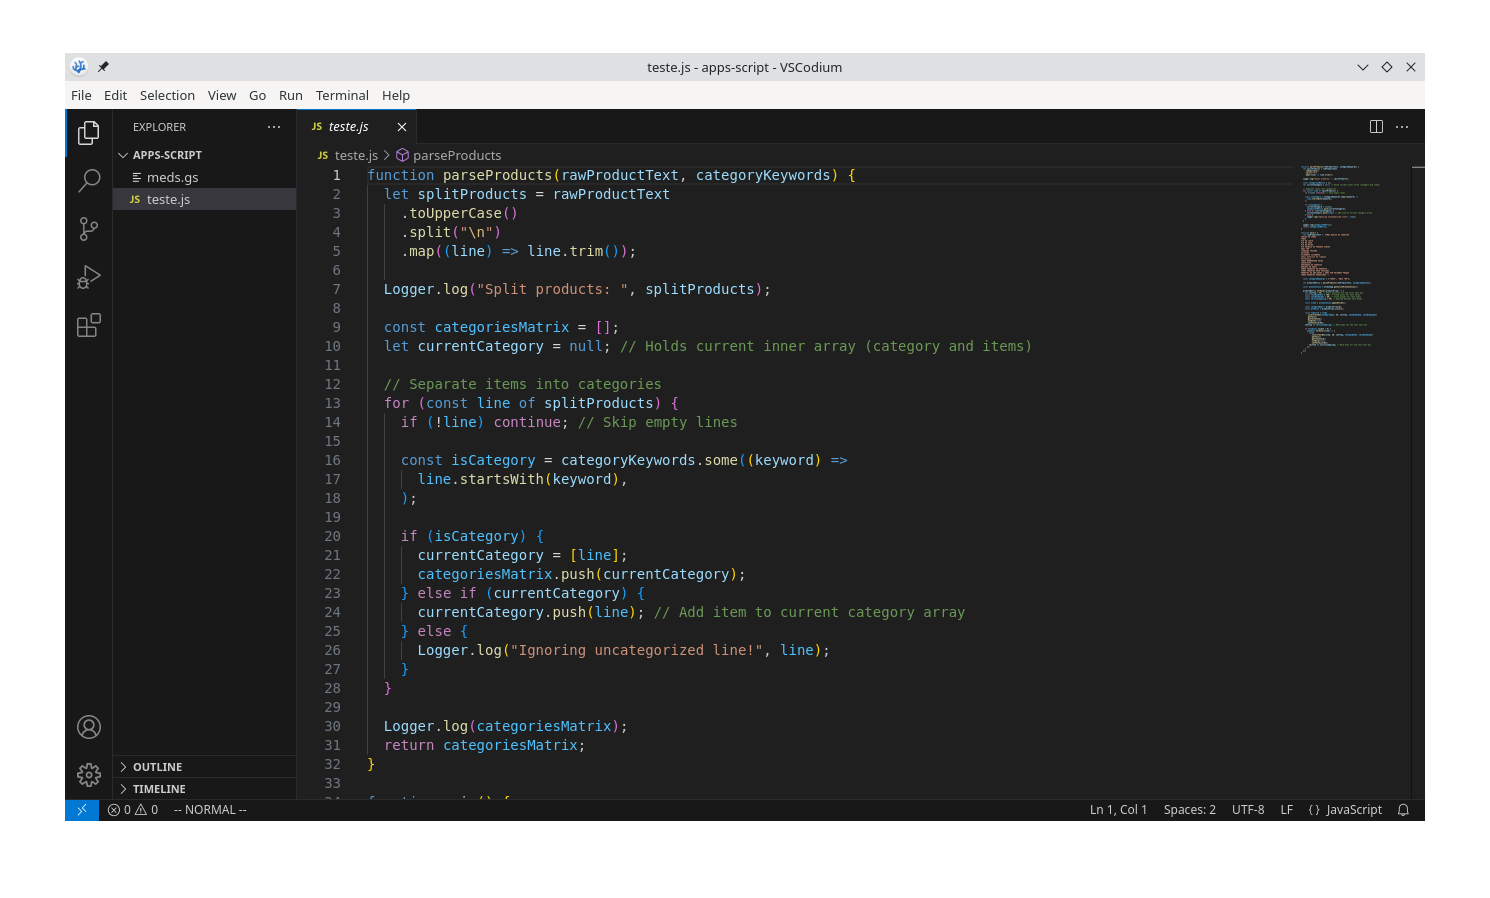 teste.js - apps-script - VSCodium
File Edit Selection View Go Run Terminal Help
EXPLORER
APPS-SCRIPT
meds.gs
JS teste.js
OUTLINE
TIMELINE
JS teste.js
JS teste.js > parseProducts
1 function parseProducts(rawProductText, categoryKeywords) {
2 let splitProducts = rawProductText
3 .toUpperCase()
4 .split("\n")
5 .map((line) => line.trim());
6
7 Logger.log("Split products: ", splitProducts);
8
9 const categoriesMatrix = [];
10 let currentCategory = null; // Holds current inner array (category and items)
11
12 // Separate items into categories
13 for (const line of splitProducts) {
14 if (!line) continue; // Skip empty lines
15
16 const isCategory = categoryKeywords.some((keyword) =>
17 line.startsWith(keyword),
18 );
19
20 if (isCategory) {
21 currentCategory = [line];
22 categoriesMatrix.push(currentCategory);
23 } else if (currentCategory) {
24 currentCategory.push(line); // Add item to current category array
25 } else {
26 Logger.log("Ignoring uncategorized line!", line);
27 }
28 }
29
30 Logger.log(categoriesMatrix);
31 return categoriesMatrix;
32 }
33
0 0 -- NORMAL -- Ln 1, Col 1 Spaces: 2 UTF-8 LF {} JavaScript